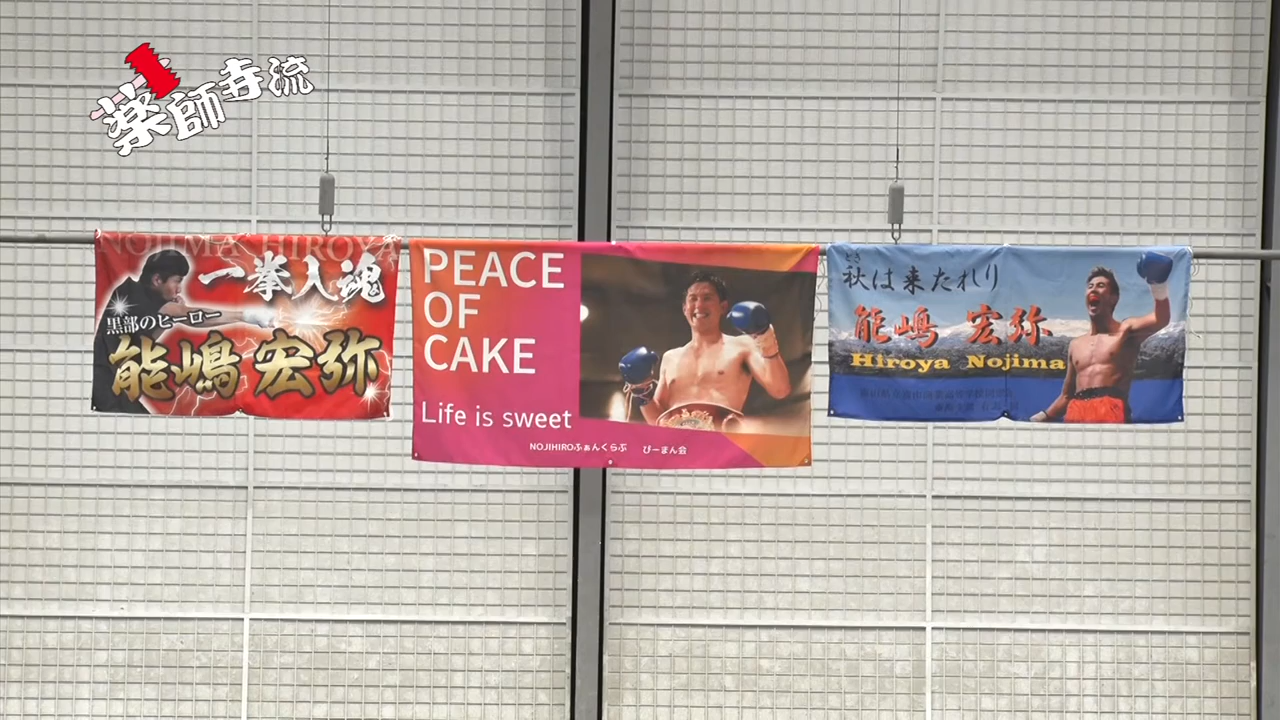 薬師寺流
NOJIMA HIROYA
一拳入魂
黒部のヒーロー
能嶋 宏弥
PEACE
OF
CAKE
Life is sweet
NOJIHIROふぁんくらぶ ぴーまん会
とき
秋は来たれり
能嶋 宏弥
Hiroya Nojima